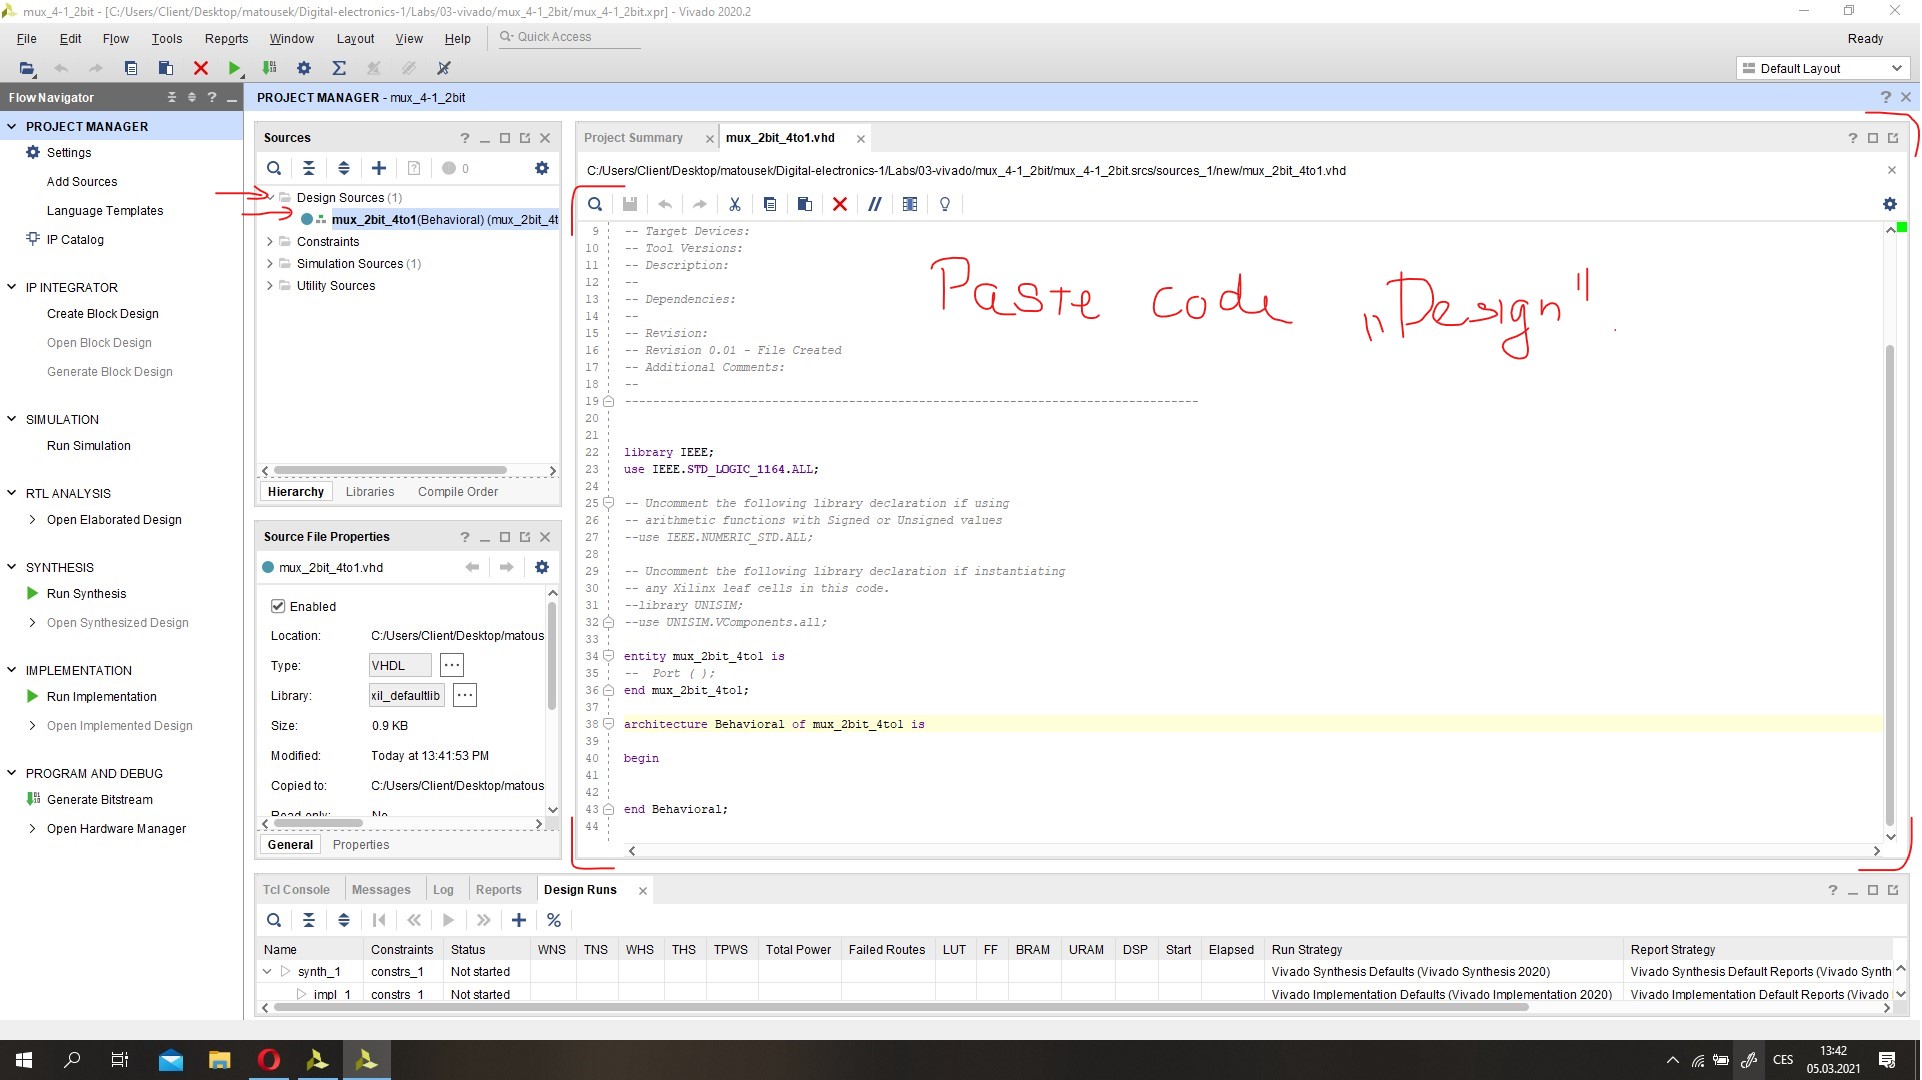 mux_4-1_2bit - [C:/Users/Client/Desktop/matousek/Digital-electronics-1/Labs/03-vivado/mux_4-1_2bit/mux_4-1_2bit.xpr] - Vivado 2020.2
File Edit Flow Tools Reports Window Layout View Help Quick Access Ready
Default Layout
Flow Navigator
PROJECT MANAGER
Settings
Add Sources
Language Templates
IP Catalog
IP INTEGRATOR
Create Block Design
Open Block Design
Generate Block Design
SIMULATION
Run Simulation
RTL ANALYSIS
Open Elaborated Design
SYNTHESIS
Run Synthesis
Open Synthesized Design
IMPLEMENTATION
Run Implementation
Open Implemented Design
PROGRAM AND DEBUG
Generate Bitstream
Open Hardware Manager
PROJECT MANAGER - mux_4-1_2bit
Sources
0
Design Sources (1)
mux_2bit_4to1(Behavioral) (mux_2bit_4t
Constraints
Simulation Sources (1)
Utility Sources
Hierarchy Libraries Compile Order
Source File Properties
mux_2bit_4to1.vhd
Enabled
Location: C:/Users/Client/Desktop/matous
Type: VHDL
Library: xil_defaultlib
Size: 0.9 KB
Modified: Today at 13:41:53 PM
Copied to: C:/Users/Client/Desktop/matous
Read-only: No
General Properties
Project Summary mux_2bit_4to1.vhd
C:/Users/Client/Desktop/matousek/Digital-electronics-1/Labs/03-vivado/mux_4-1_2bit/mux_4-1_2bit.srcs/sources_1/new/mux_2bit_4to1.vhd
9 -- Target Devices:
10 -- Tool Versions:
11 -- Description:
12 --
13 -- Dependencies:
14 --
15 -- Revision:
16 -- Revision 0.01 - File Created
17 -- Additional Comments:
18 --
19 ----------------------------------------------------------------------------------
20
21
22 library IEEE;
23 use IEEE.STD_LOGIC_1164.ALL;
24
25 -- Uncomment the following library declaration if using
26 -- arithmetic functions with Signed or Unsigned values
27 --use IEEE.NUMERIC_STD.ALL;
28
29 -- Uncomment the following library declaration if instantiating
30 -- any Xilinx leaf cells in this code.
31 --library UNISIM;
32 --use UNISIM.VComponents.all;
33
34 entity mux_2bit_4to1 is
35 --  Port ( );
36 end mux_2bit_4to1;
37
38 architecture Behavioral of mux_2bit_4to1 is
39
40 begin
41
42
43 end Behavioral;
44
Paste code „Design".
Tcl Console Messages Log Reports Design Runs
Name Constraints Status WNS TNS WHS THS TPWS Total Power Failed Routes LUT FF BRAM URAM DSP Start Elapsed Run Strategy Report Strategy
synth_1 constrs_1 Not started Vivado Synthesis Defaults (Vivado Synthesis 2020) Vivado Synthesis Default Reports (Vivado Synth
impl_1 constrs_1 Not started Vivado Implementation Defaults (Vivado Implementation 2020) Vivado Implementation Default Reports (Vivado
CES
13:42
05.03.2021